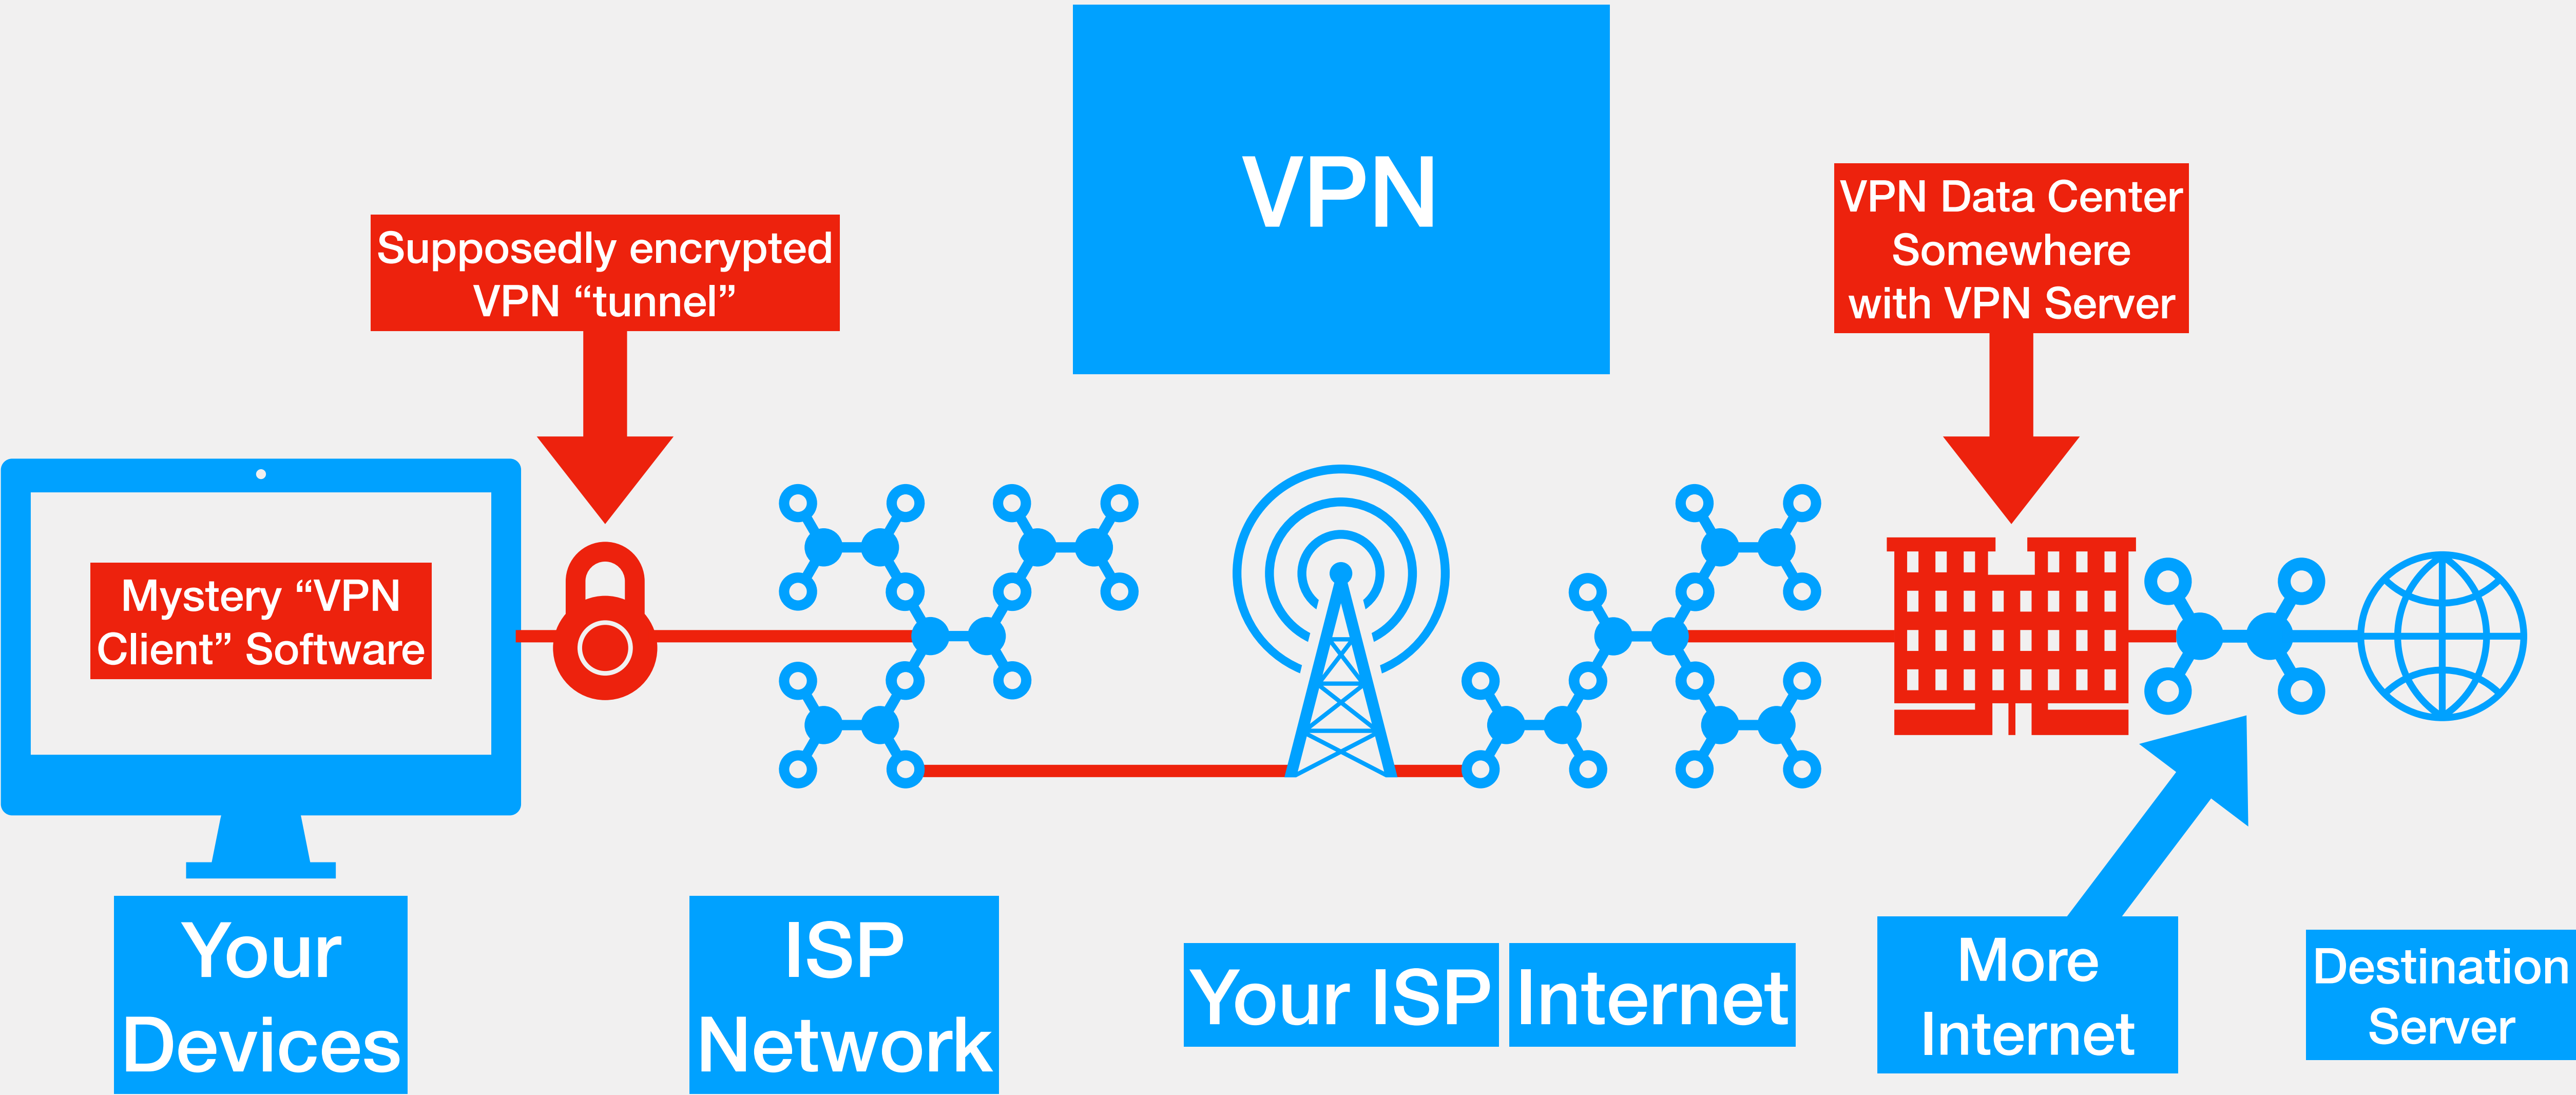 VPN
Supposedly encrypted
VPN “tunnel”
VPN Data Center
Somewhere
with VPN Server
Mystery “VPN
Client” Software
Your
Devices
ISP
Network
Your ISP
Internet
More
Internet
Destination
Server